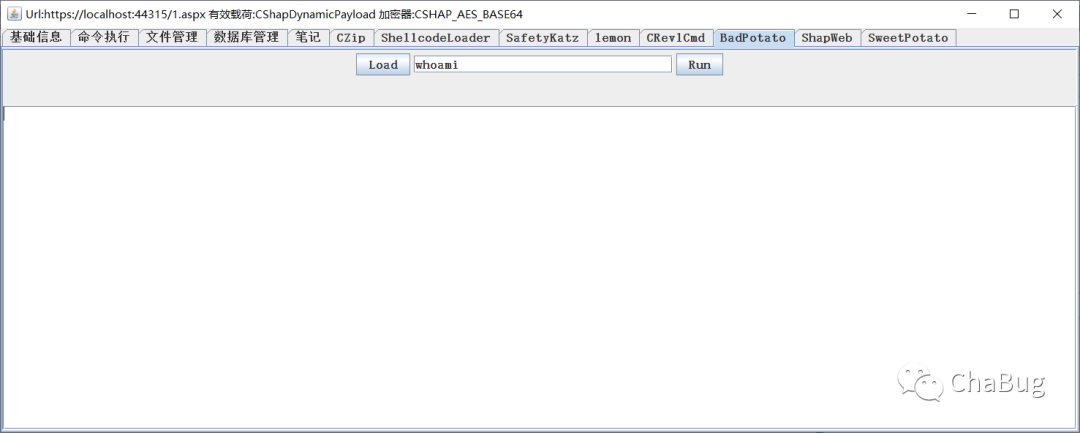 Url:https://localhost:44315/1.aspx 有效载荷:CShapDynamicPayload 加密器:CSHAP_AES_BASE64
基础信息 命令执行 文件管理 数据库管理 笔记 CZip ShellcodeLoader SafetyKatz lemon CRevlCmd BadPotato ShapWeb SweetPotato
Load whoami Run
ChaBug